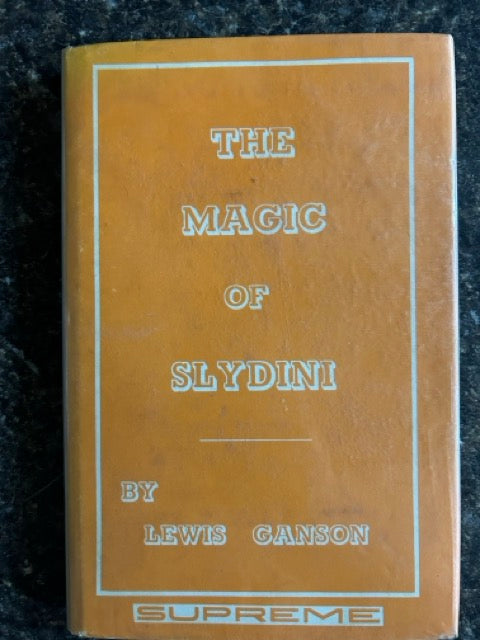 THE
MAGIC
OF
SLYDINI
BY
LEWIS GANSON
SUPREME